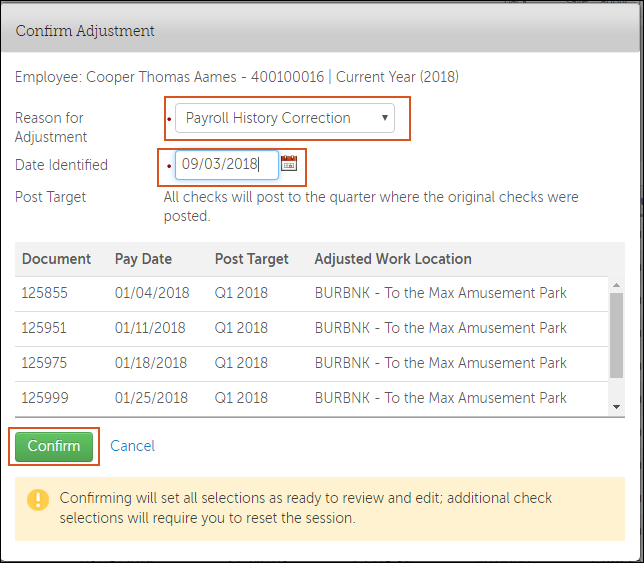 Confirm Adjustment
Employee: Cooper Thomas Aames - 400100016 | Current Year (2018)
Reason for Adjustment
• Payroll History Correction
Date Identified
• 09/03/2018
Post Target
All checks will post to the quarter where the original checks were
posted.
Document Pay Date Post Target Adjusted Work Location
125855 01/04/2018 Q1 2018 BURBNK - To the Max Amusement Park
125951 01/11/2018 Q1 2018 BURBNK - To the Max Amusement Park
125975 01/18/2018 Q1 2018 BURBNK - To the Max Amusement Park
125999 01/25/2018 Q1 2018 BURBNK - To the Max Amusement Park
Confirm Cancel
Confirming will set all selections as ready to review and edit; additional check
selections will require you to reset the session.